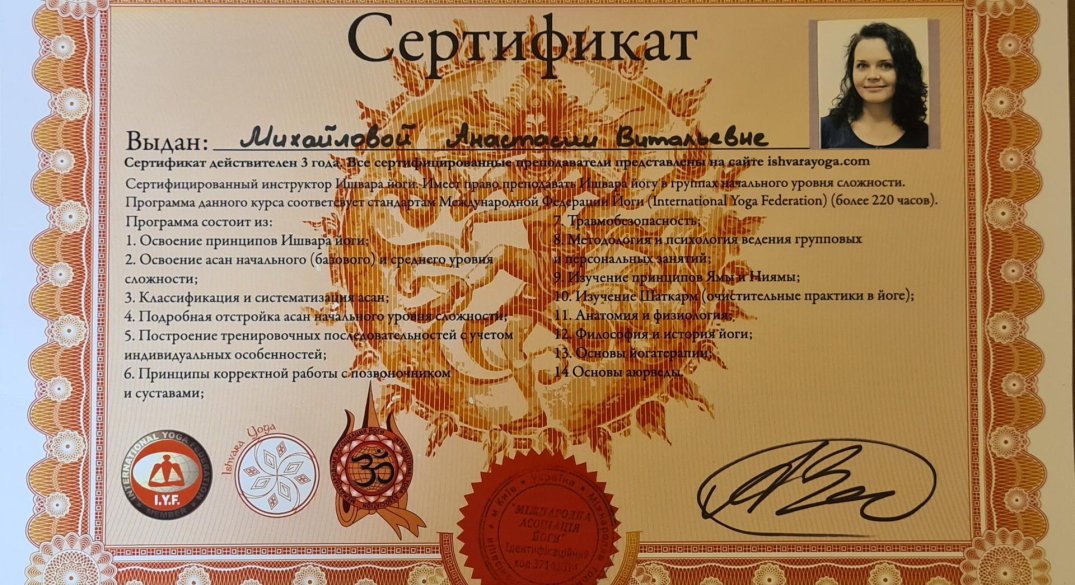 Сертификат
Выдан: Михайловой Анастасии Витальевне
Сертификат действителен 3 года. Все сертифицированные преподаватели представлены на сайте ishvarayoga.com
Сертифицированный инструктор Ишвара йоги. Имеет право преподавать Ишвара йогу в группах начального уровня сложности.
Программа данного курса соответсвует стандартам Международной Федерации Йоги (International Yoga Federation) (более 220 часов).
Программа состоит из:
1. Освоение принципов Ишвара йоги;
2. Освоение асан начального (базового) и среднего уровня
сложности;
3. Классификация и систематизация асан;
4. Подробная отстройка асан начального уровня сложности;
5. Построение тренировочных последовательностей с учетом
индивидуальных особенностей;
6. Принципы корректной работы с позвоночником
и суставами;
7. Травмобезопасность;
8. Методология и психология ведения групповых
и персональных занятий;
9. Изучение принципов Ямы и Ниямы;
10. Изучение Шаткарм (очистительные практики в йоге);
11. Анатомия и физиология;
12. Философия и история йоги;
13. Основы йогатерапии;
14 Основы аюрведы.
INTERNATIONAL YOGA FEDERATION
I.Y.F.
MEMBER
Ishvara Yoga
ॐ
м. Київ * Україна *
"МІЖНАРОДНА
АСОЦІАЦІЯ
ЙОГИ"
Ідентифікаційний
код